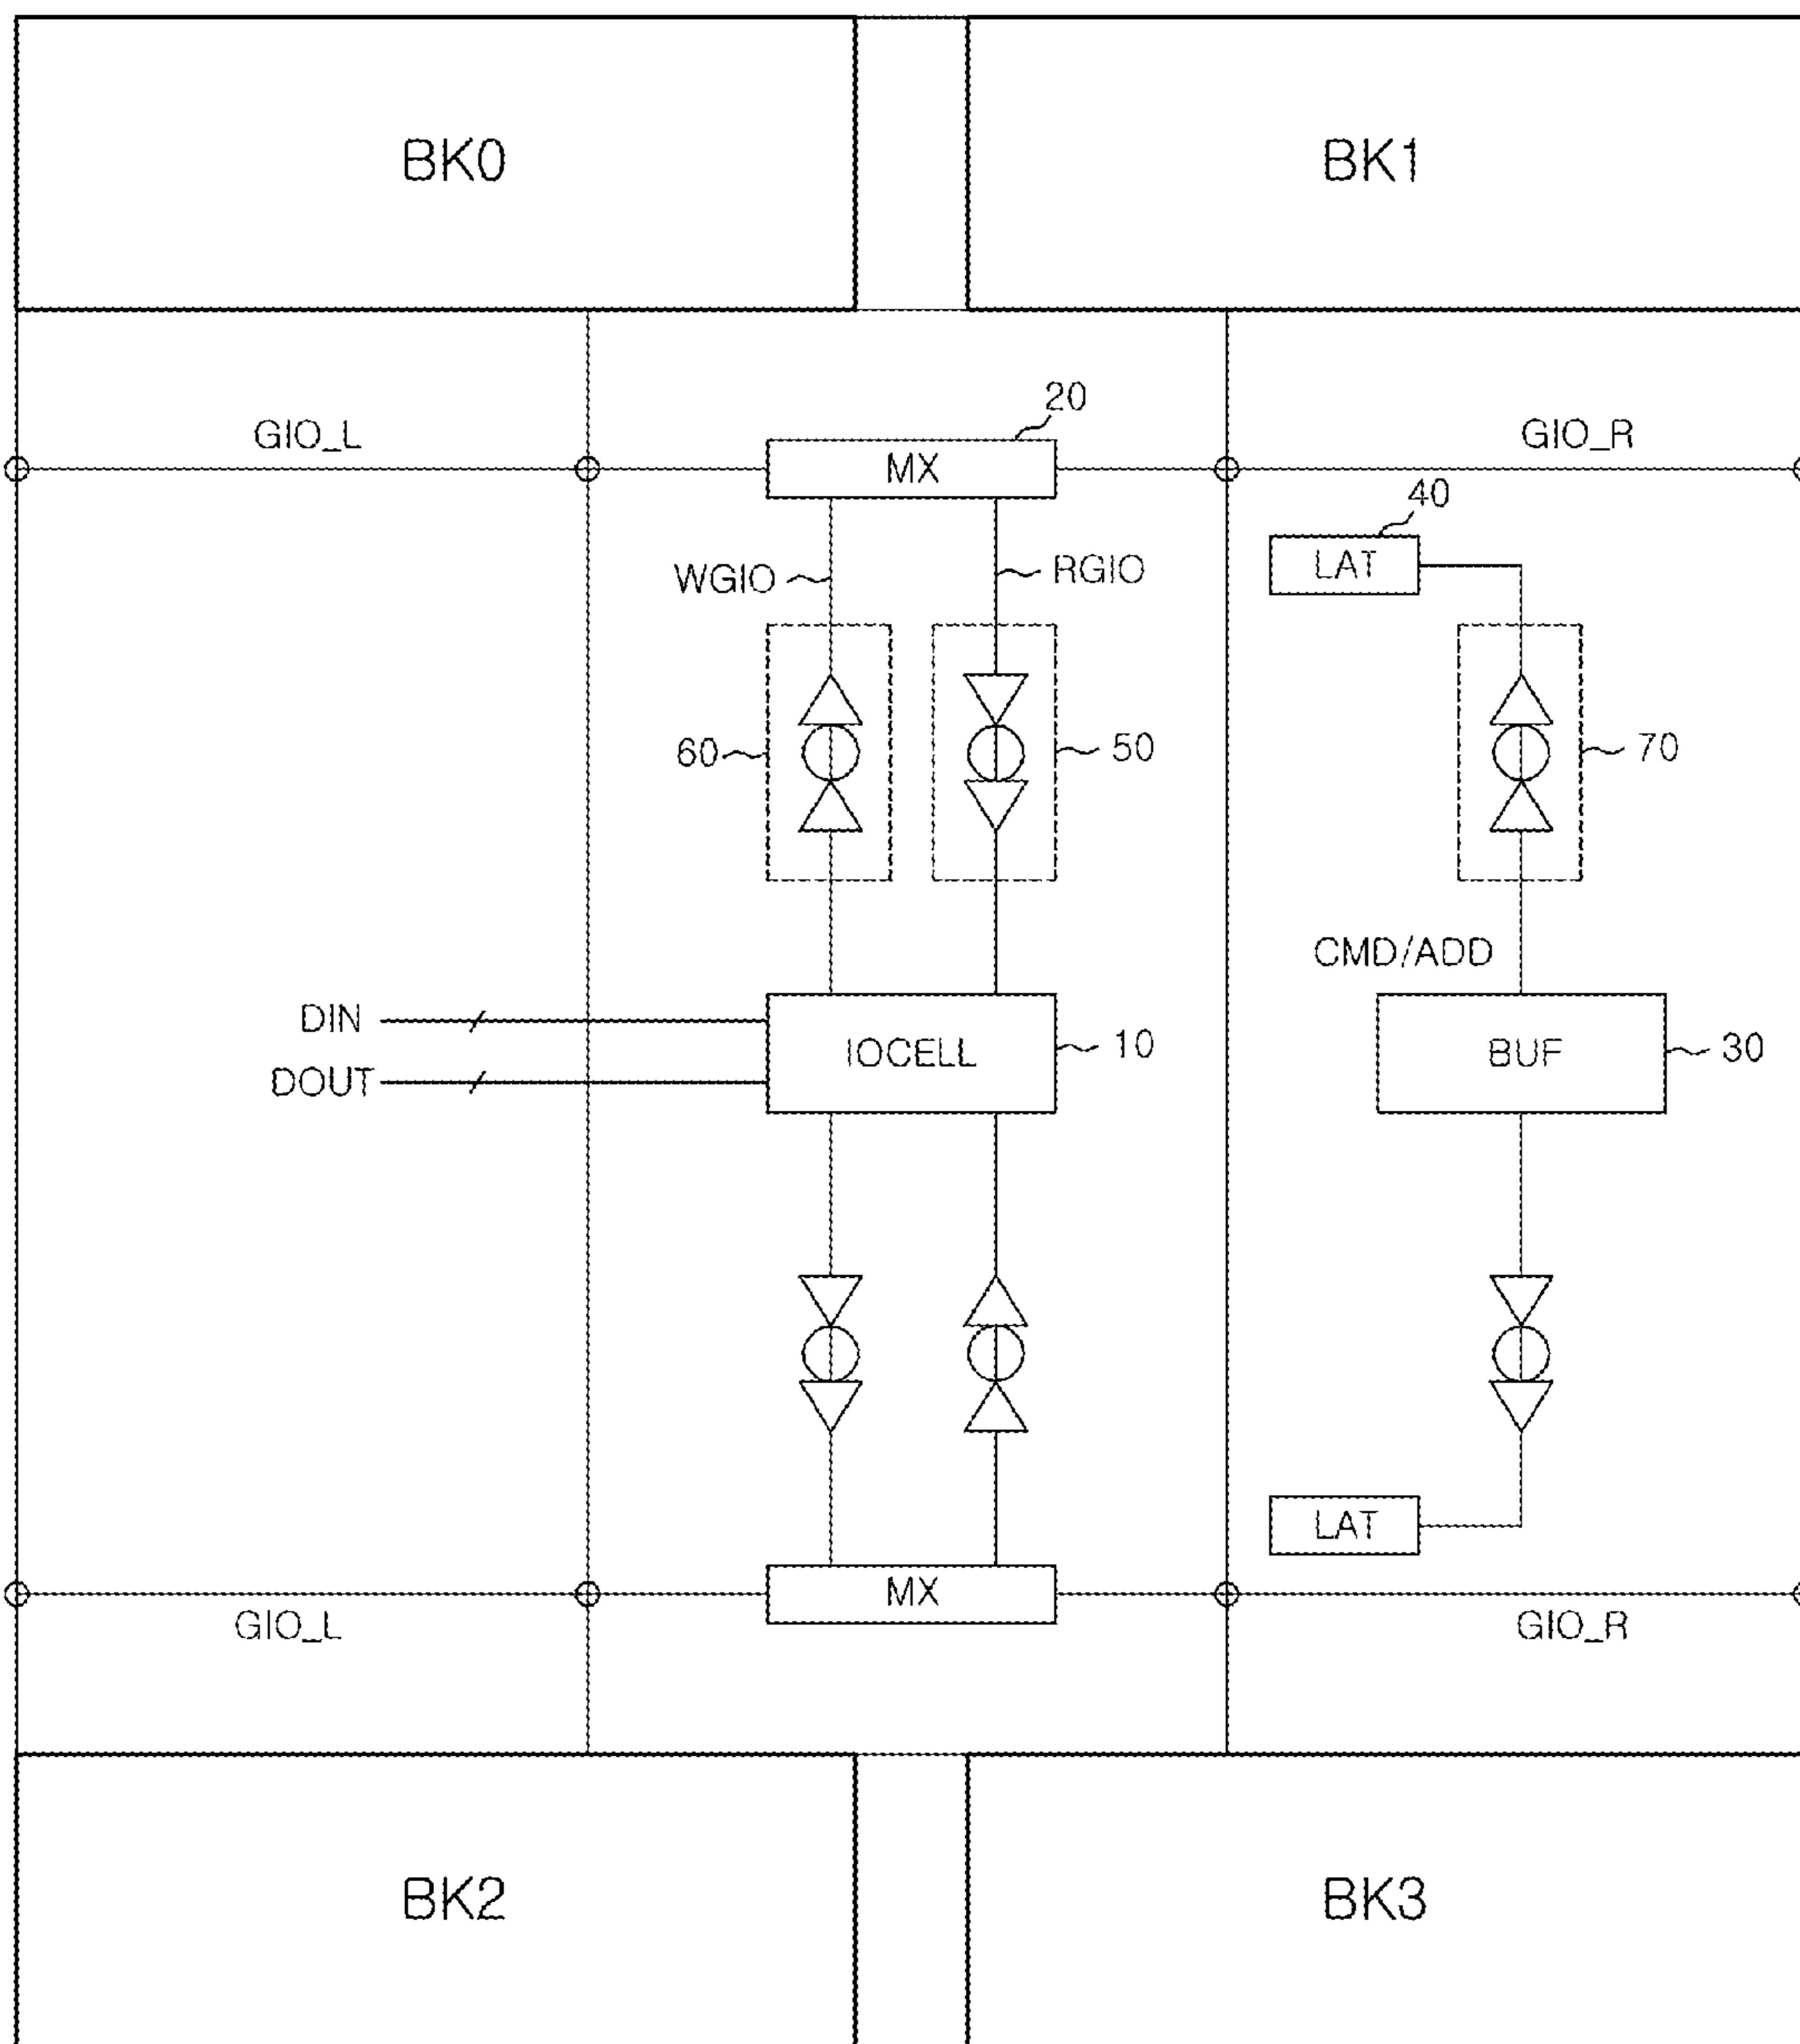 BK0
BK1
20
GIO_L
MX
GIO_R
40
LAT
WGIO
RGIO
60
50
70
CMD/ADD
DIN
IOCELL
10
BUF
30
DOUT
LAT
MX
GIO_L
GIO_R
BK2
BK3